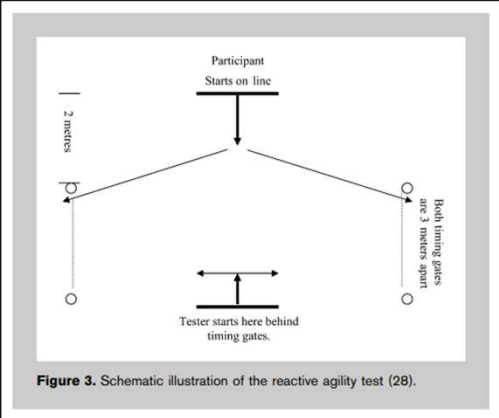 Participant
Starts on line
2 metres
Both timing gates
are 3 meters apart
Tester starts here behind
timing gates.
Figure 3. Schematic illustration of the reactive agility test (28).